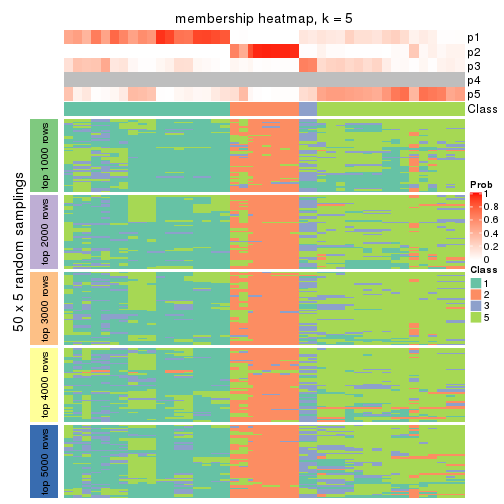 membership heatmap, k = 5
p1
p2
p3
p4
p5
Class
50 x 5 random samplings
top 1000 rows
top 2000 rows
top 3000 rows
top 4000 rows
top 5000 rows
Prob
1
0.8
0.6
0.4
0.2
0
Class
1
2
3
5